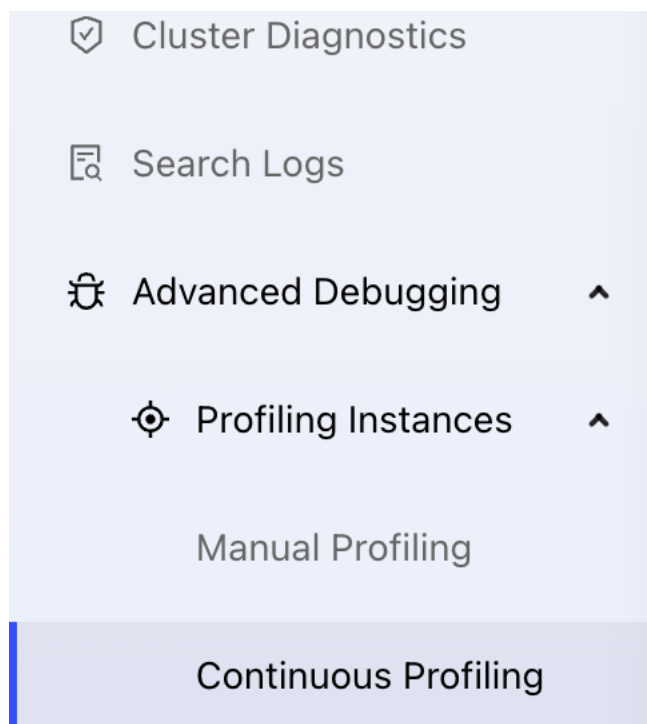 Cluster Diagnostics
Search Logs
Advanced Debugging
Profiling Instances
Manual Profiling
Continuous Profiling